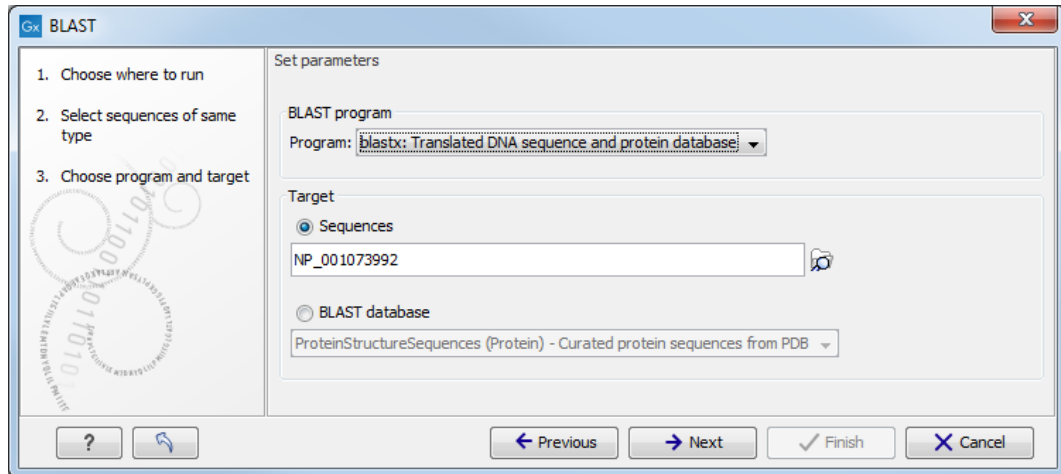 Gx BLAST
1. Choose where to run
2. Select sequences of same
type
3. Choose program and target
Set parameters
BLAST program
Program: blastx: Translated DNA sequence and protein database
Target
Sequences
NP_001073992
BLAST database
ProteinStructureSequences (Protein) - Curated protein sequences from PDB
?
Previous
Next
Finish
Cancel